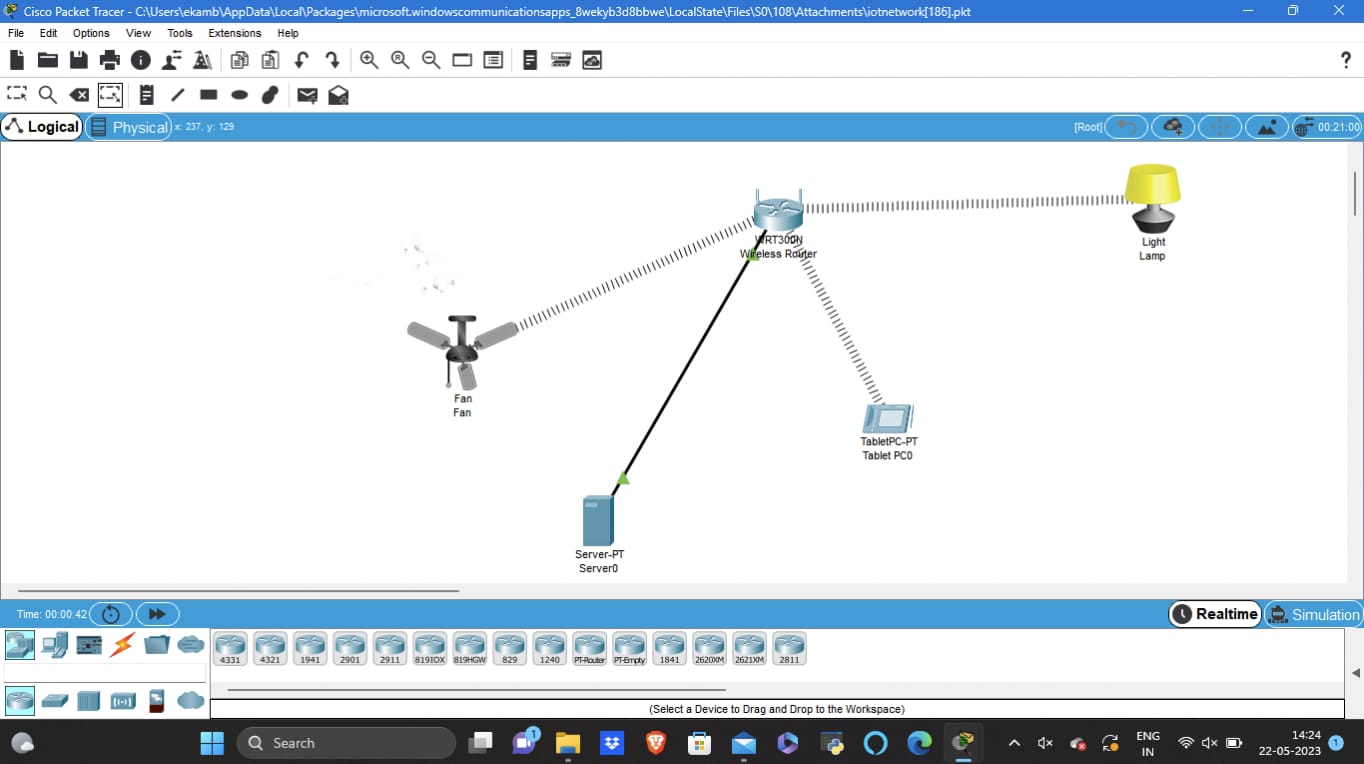 Cisco Packet Tracer - C:\Users\ekamb\AppData\Local\Packages\microsoft.windowscommunicationsapps_8wekyb3d8bbwe\LocalState\Files\S0\108\Attachments\iotnetwork[186].pkt
File Edit Options View Tools Extensions Help
?
Logical Physical x: 237, y: 129 [Root] 00:21:00
WRT300N
Wireless Router
Light
Lamp
Fan
Fan
TabletPC-PT
Tablet PC0
Server-PT
Server0
Time: 00:00:42 Realtime Simulation
4331 4321 1941 2901 2911 819IOX 819HGW 829 1240 PT-Router PT-Empty 1841 2620XM 2621XM 2811
(Select a Device to Drag and Drop to the Workspace)
Search 1 ENG 14:24
IN 22-05-2023 1